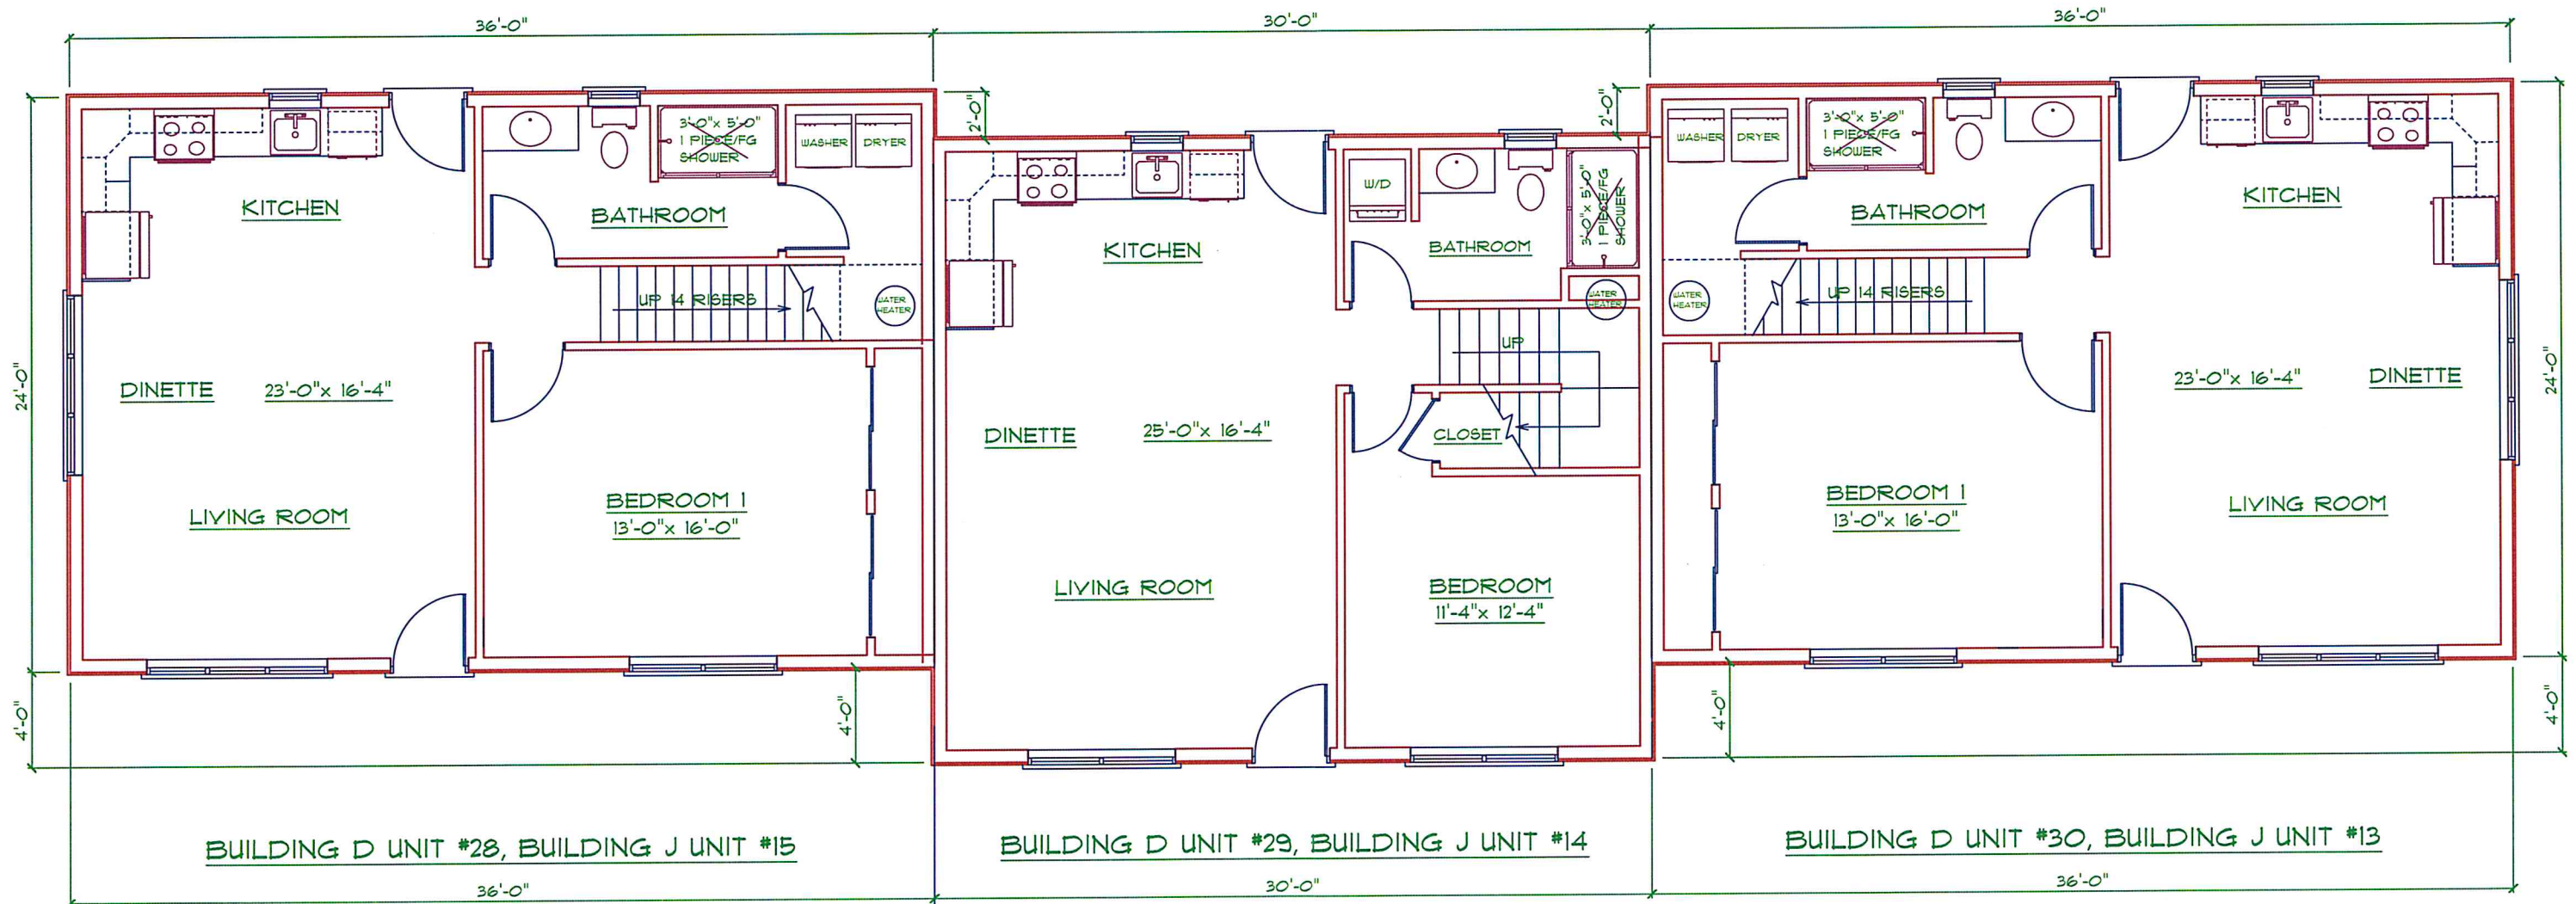 36'-0"
30'-0"
36'-0"
2'-0"
2'-0"
24'-0"
4'-0"
KITCHEN
BATHROOM
3'-0"x 5'-0"
1 PIECE/FG
SHOWER
WASHER
DRYER
UP 14 RISERS
WATER
HEATER
DINETTE
23'-0"x 16'-4"
LIVING ROOM
BEDROOM 1
13'-0"x 16'-0"
4'-0"
KITCHEN
W/D
BATHROOM
3'-0"x 5'-0"
1 PIECE/FG
SHOWER
WATER
HEATER
UP
CLOSET
DINETTE
25'-0"x 16'-4"
LIVING ROOM
BEDROOM
11'-4"x 12'-4"
WASHER
DRYER
3'-0"x 5'-0"
1 PIECE/FG
SHOWER
BATHROOM
KITCHEN
WATER
HEATER
UP 14 RISERS
23'-0"x 16'-4"
DINETTE
BEDROOM 1
13'-0"x 16'-0"
LIVING ROOM
4'-0"
24'-0"
4'-0"
BUILDING D UNIT #28, BUILDING J UNIT #15
BUILDING D UNIT #29, BUILDING J UNIT #14
BUILDING D UNIT #30, BUILDING J UNIT #13
36'-0"
30'-0"
36'-0"